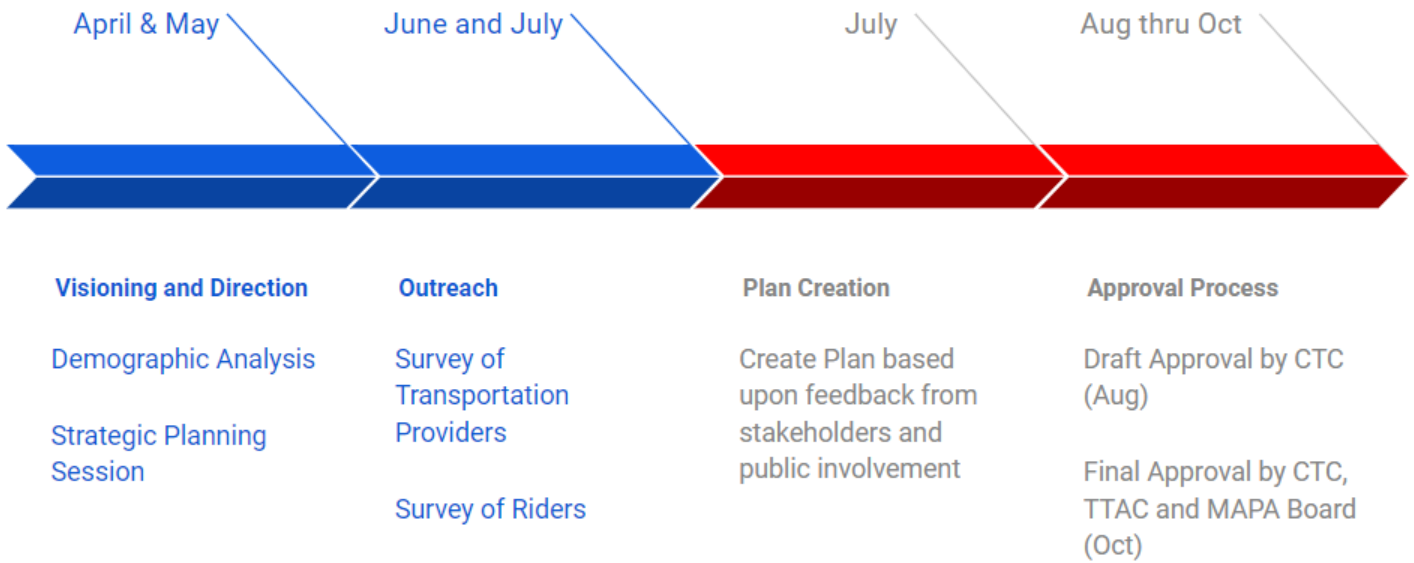 April & May
June and July
July
Aug thru Oct
Visioning and Direction
Demographic Analysis
Strategic Planning
Session
Outreach
Survey of
Transportation
Providers
Survey of Riders
Plan Creation
Create Plan based
upon feedback from
stakeholders and
public involvement
Approval Process
Draft Approval by CTC
(Aug)
Final Approval by CTC,
TTAC and MAPA Board
(Oct)